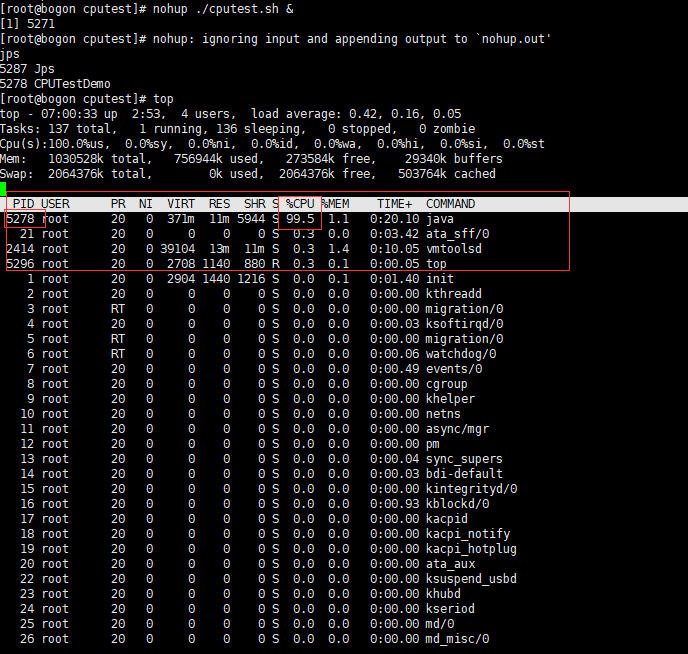 [root@bogon cputest]# nohup ./cputest.sh &
[1] 5271
[root@bogon cputest]# nohup: ignoring input and appending output to `nohup.out'
jps
5287 Jps
5278 CPUTestDemo
[root@bogon cputest]# top
top - 07:00:33 up  2:53,  4 users,  load average: 0.42, 0.16, 0.05
Tasks: 137 total,   1 running, 136 sleeping,   0 stopped,   0 zombie
Cpu(s):100.0%us,  0.0%sy,  0.0%ni,  0.0%id,  0.0%wa,  0.0%hi,  0.0%si,  0.0%st
Mem:   1030528k total,   756944k used,   273584k free,    29340k buffers
Swap:  2064376k total,        0k used,  2064376k free,   503764k cached
PID USER      PR  NI  VIRT  RES  SHR S %CPU %MEM    TIME+  COMMAND
5278 root      20   0  371m  11m 5944 S 99.5  1.1   0:20.10 java
21 root      20   0     0    0    0 S  0.3  0.0   0:03.42 ata_sff/0
2414 root      20   0 39104  13m  11m S  0.3  1.4   0:10.05 vmtoolsd
5296 root      20   0  2708 1140  880 R  0.3  0.1   0:00.05 top
1 root      20   0  2904 1440 1216 S  0.0  0.1   0:01.40 init
2 root      20   0     0    0    0 S  0.0  0.0   0:00.00 kthreadd
3 root      RT   0     0    0    0 S  0.0  0.0   0:00.00 migration/0
4 root      20   0     0    0    0 S  0.0  0.0   0:00.03 ksoftirqd/0
5 root      RT   0     0    0    0 S  0.0  0.0   0:00.00 migration/0
6 root      RT   0     0    0    0 S  0.0  0.0   0:00.06 watchdog/0
7 root      20   0     0    0    0 S  0.0  0.0   0:00.49 events/0
8 root      20   0     0    0    0 S  0.0  0.0   0:00.00 cgroup
9 root      20   0     0    0    0 S  0.0  0.0   0:00.00 khelper
10 root      20   0     0    0    0 S  0.0  0.0   0:00.00 netns
11 root      20   0     0    0    0 S  0.0  0.0   0:00.00 async/mgr
12 root      20   0     0    0    0 S  0.0  0.0   0:00.00 pm
13 root      20   0     0    0    0 S  0.0  0.0   0:00.04 sync_supers
14 root      20   0     0    0    0 S  0.0  0.0   0:00.03 bdi-default
15 root      20   0     0    0    0 S  0.0  0.0   0:00.00 kintegrityd/0
16 root      20   0     0    0    0 S  0.0  0.0   0:00.93 kblockd/0
17 root      20   0     0    0    0 S  0.0  0.0   0:00.00 kacpid
18 root      20   0     0    0    0 S  0.0  0.0   0:00.00 kacpi_notify
19 root      20   0     0    0    0 S  0.0  0.0   0:00.00 kacpi_hotplug
20 root      20   0     0    0    0 S  0.0  0.0   0:00.00 ata_aux
22 root      20   0     0    0    0 S  0.0  0.0   0:00.00 ksuspend_usbd
23 root      20   0     0    0    0 S  0.0  0.0   0:00.00 khubd
24 root      20   0     0    0    0 S  0.0  0.0   0:00.00 kseriod
25 root      20   0     0    0    0 S  0.0  0.0   0:00.00 md/0
26 root      20   0     0    0    0 S  0.0  0.0   0:00.00 md_misc/0